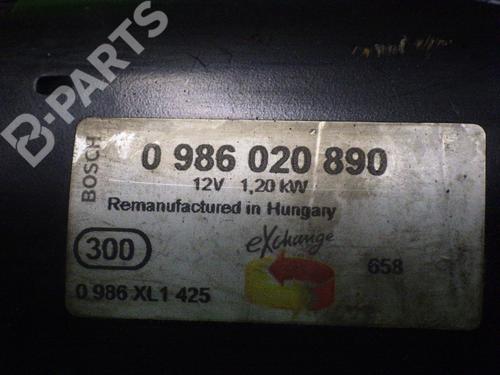 B-PARTS
BOSCH
0 986 020 890
12V 1,20 kW
Remanufactured in Hungary
eXchange
300
658
0 986 XL1 425